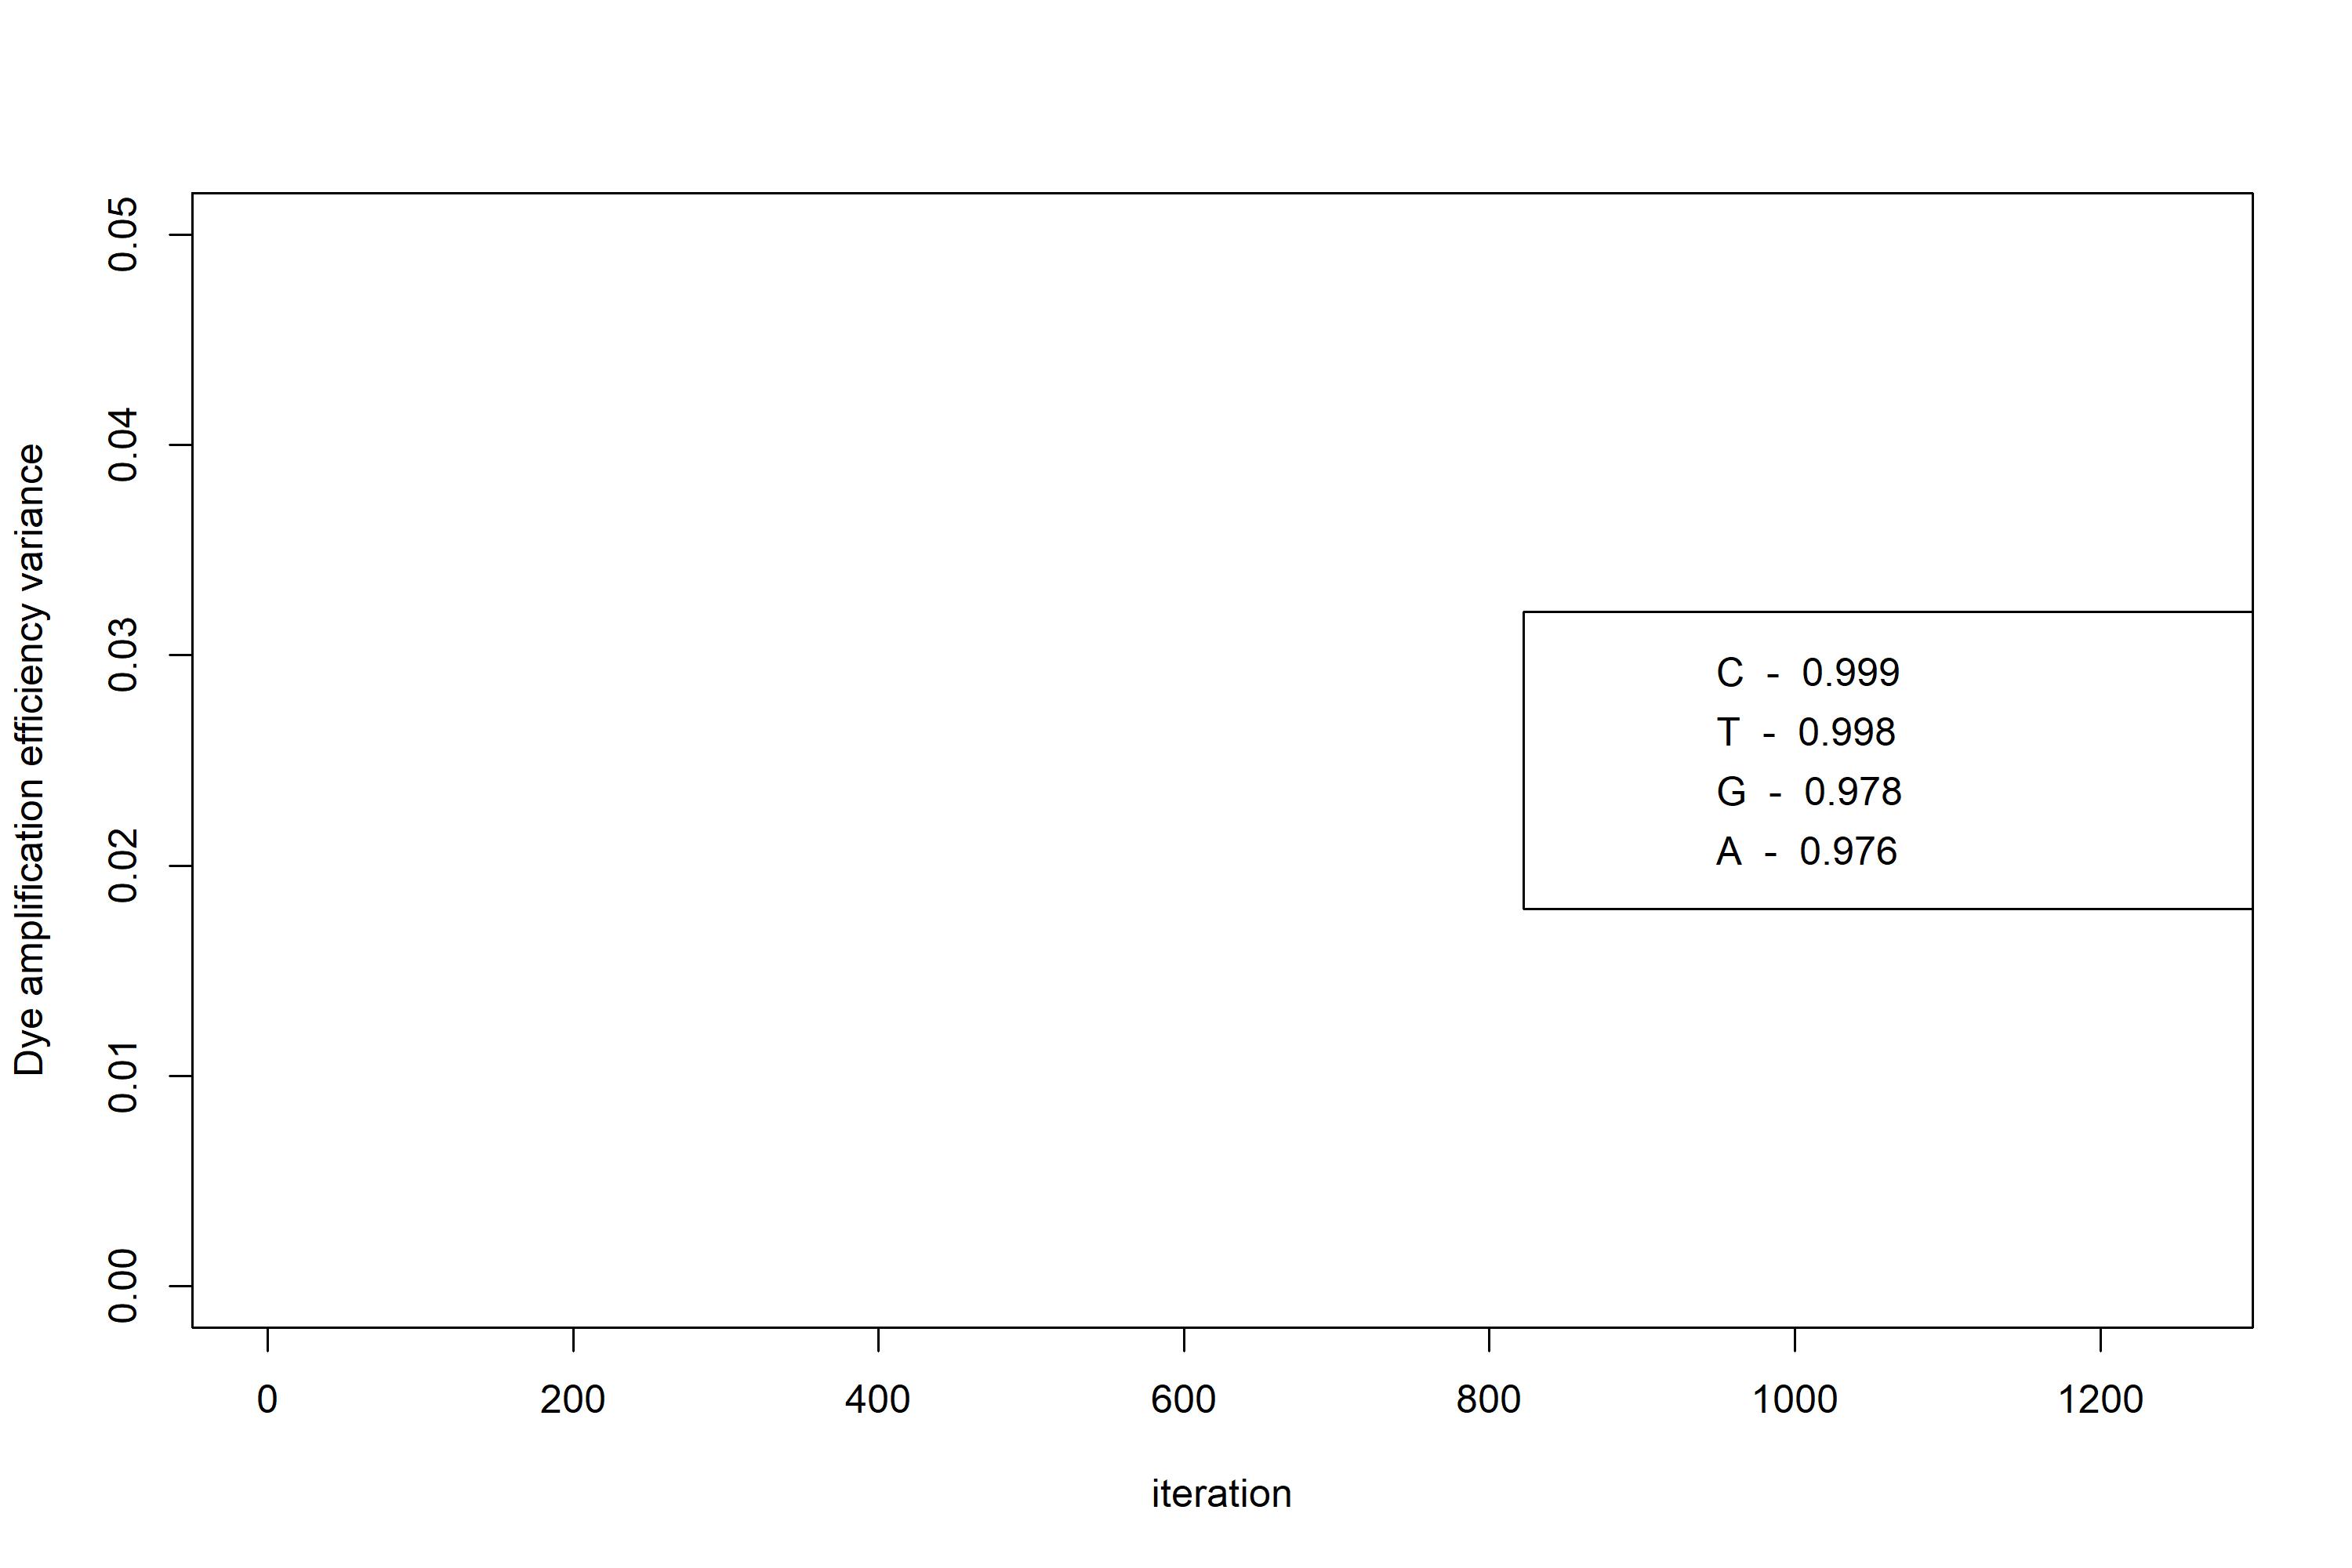 Dye amplification efficiency variance
0.05
0.04
0.03
0.02
0.01
0.00
C - 0.999
T - 0.998
G - 0.978
A - 0.976
0 200 400 600 800 1000 1200
iteration